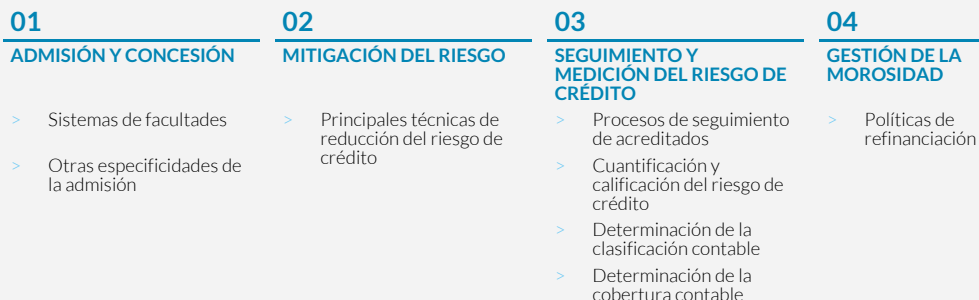 01
ADMISIÓN Y CONCESIÓN
> Sistemas de facultades
> Otras especificidades de
la admisión
02
MITIGACIÓN DEL RIESGO
> Principales técnicas de
reducción del riesgo de
crédito
03
SEGUIMIENTO Y
MEDICIÓN DEL RIESGO DE
CRÉDITO
> Procesos de seguimiento
de acreditados
> Cuantificación y
calificación del riesgo de
crédito
> Determinación de la
clasificación contable
> Determinación de la
cobertura contable
04
GESTIÓN DE LA
MOROSIDAD
> Políticas de
refinanciación